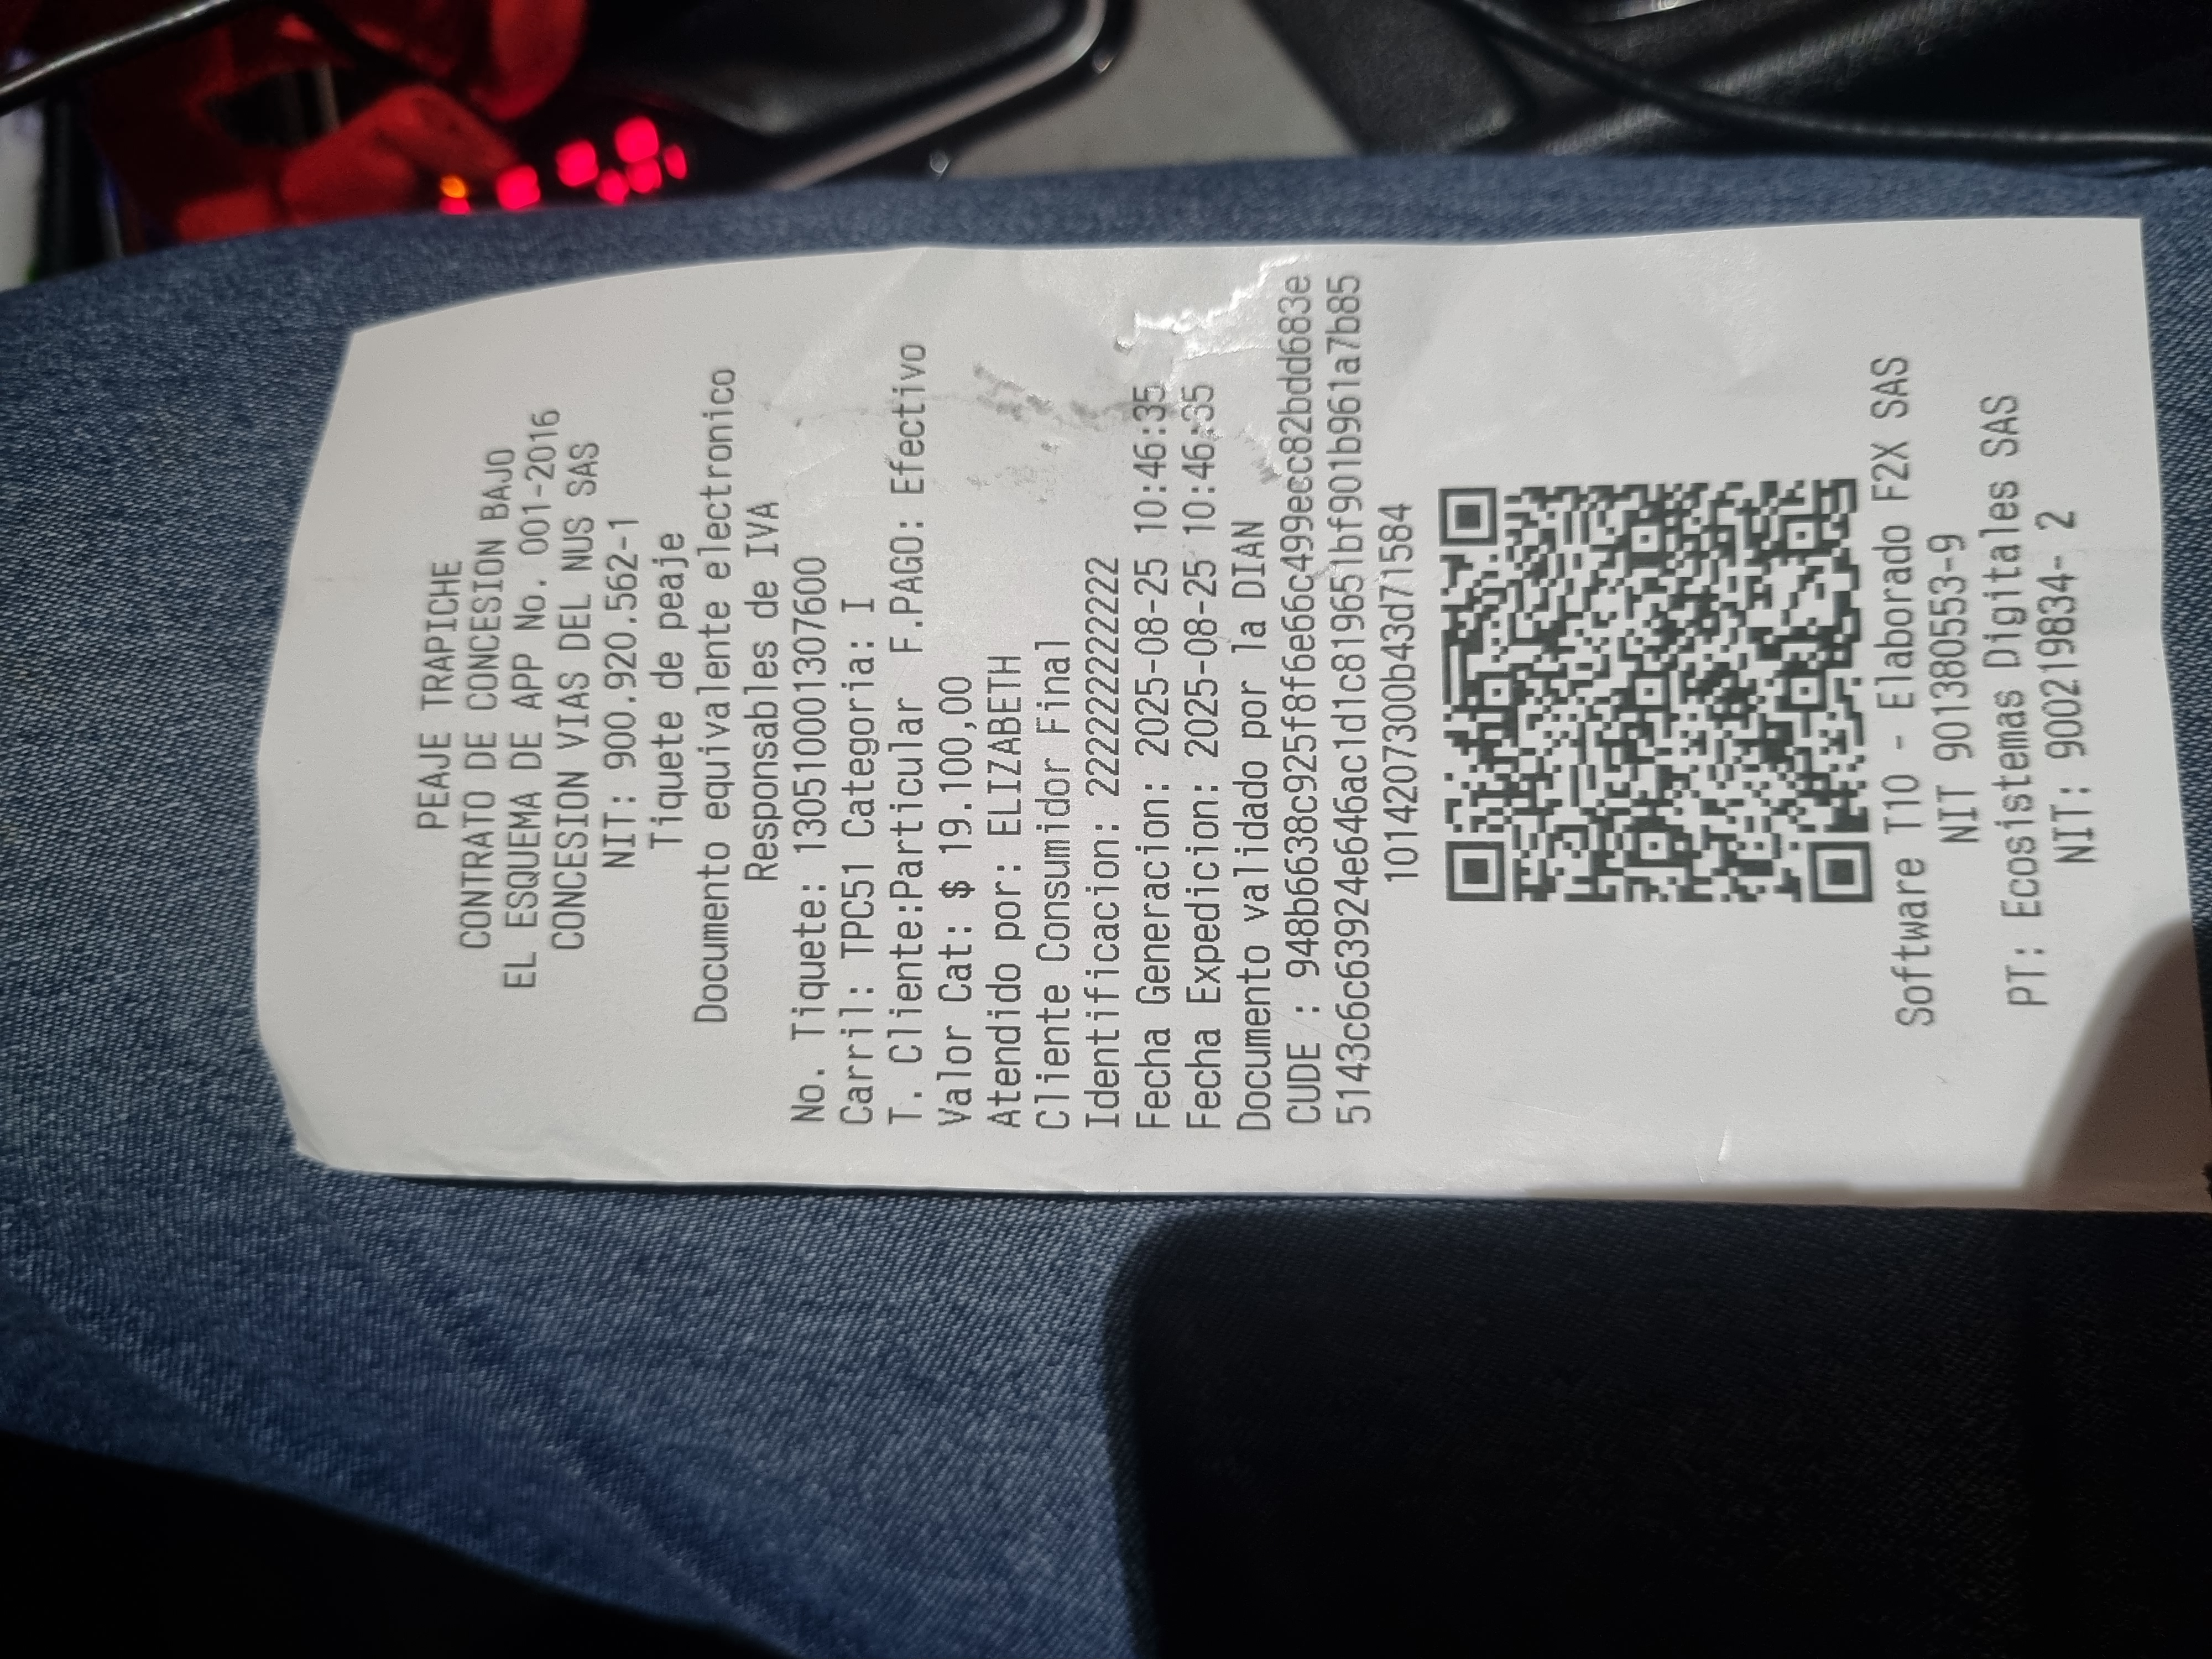 PEAJE TRAPICHE
CONTRATO DE CONCESION BAJO
EL ESQUEMA DE APP No. 001-2016
CONCESION VIAS DEL NUS SAS
NIT: 900.920.562-1
Tiquete de peaje
Documento equivalente electronico
Responsables de IVA
No. Tiquete: 130510001307600
Carril: TPC51 Categoria: I
T. Cliente:Particular F.PAGO: Efectivo
Valor Cat: $ 19.100,00
Atendido por: ELIZABETH
Cliente Consumidor Final
Identificacion: 222222222222
Fecha Generacion: 2025-08-25 10:46:35
Fecha Expedicion: 2025-08-25 10:46:35
Documento validado por la DIAN
CUDE : 948b6638c925f8f6e66c499ecc82bdd683e
5143c6c63924e646ac1d1c819651bf901b961a7b85
1014207300b43d71584
Software T10 - Elaborado F2X SAS
NIT 901380553-9
PT: Ecosistemas Digitales SAS
NIT: 900219834- 2